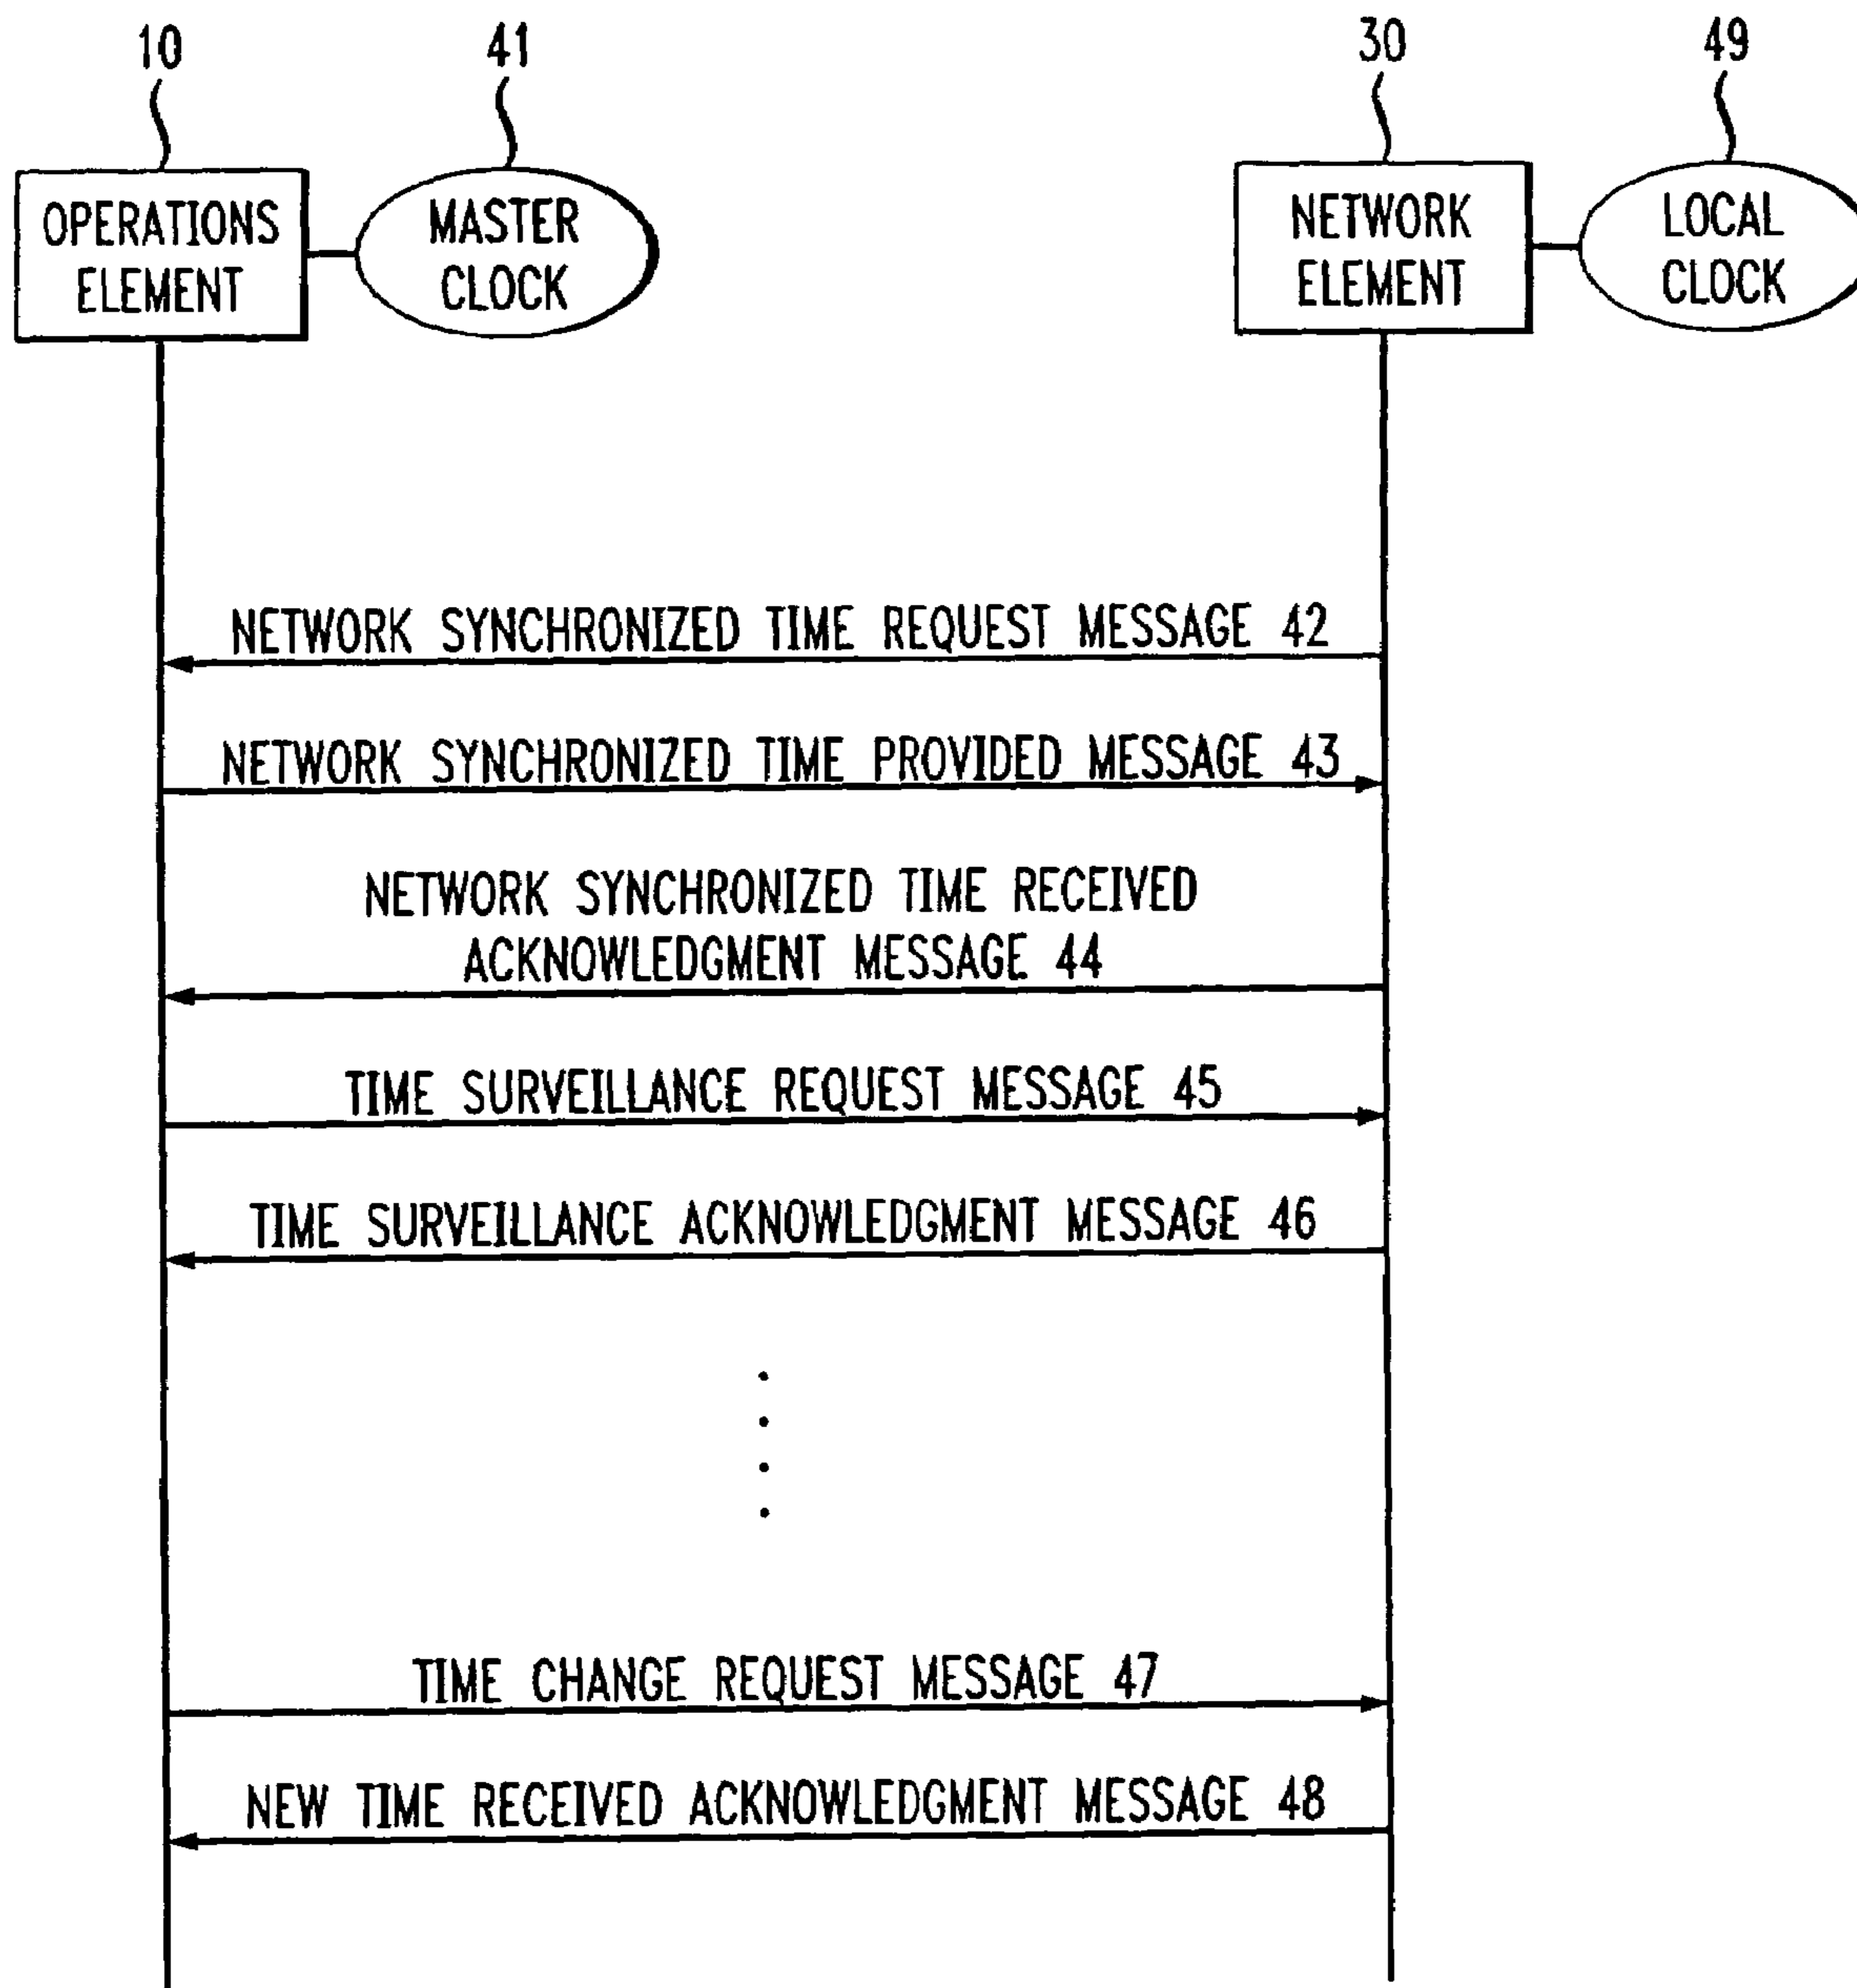 10
41
30
49
OPERATIONS
ELEMENT
MASTER
CLOCK
NETWORK
ELEMENT
LOCAL
CLOCK
NETWORK SYNCHRONIZED TIME REQUEST MESSAGE 42
NETWORK SYNCHRONIZED TIME PROVIDED MESSAGE 43
NETWORK SYNCHRONIZED TIME RECEIVED
ACKNOWLEDGMENT MESSAGE 44
TIME SURVEILLANCE REQUEST MESSAGE 45
TIME SURVEILLANCE ACKNOWLEDGMENT MESSAGE 46
TIME CHANGE REQUEST MESSAGE 47
NEW TIME RECEIVED ACKNOWLEDGMENT MESSAGE 48